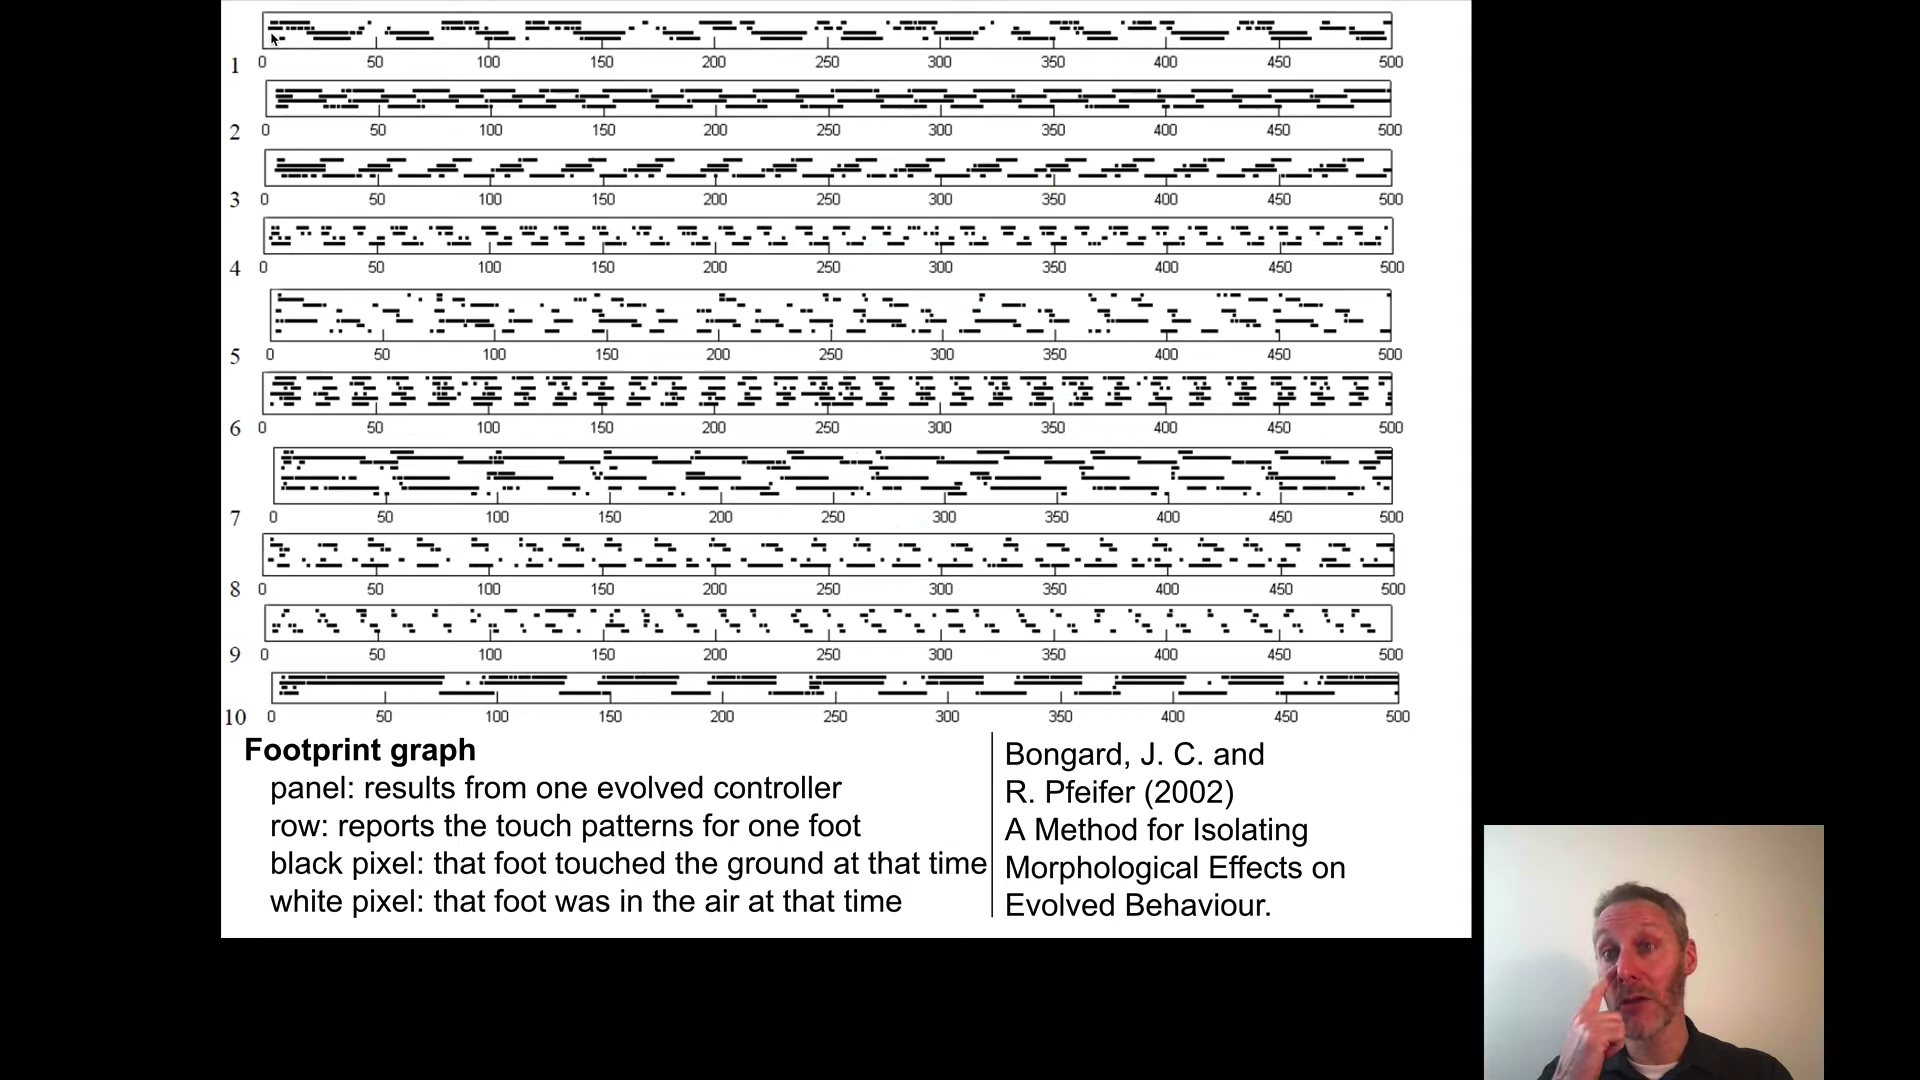 1 0 50 100 150 200 250 300 350 400 450 500
2 0 50 100 150 200 250 300 350 400 450 500
3 0 50 100 150 200 250 300 350 400 450 500
4 0 50 100 150 200 250 300 350 400 450 500
5 0 50 100 150 200 250 300 350 400 450 500
6 0 50 100 150 200 250 300 350 400 450 500
7 0 50 100 150 200 250 300 350 400 450 500
8 0 50 100 150 200 250 300 350 400 450 500
9 0 50 100 150 200 250 300 350 400 450 500
10 0 50 100 150 200 250 300 350 400 450 500
Footprint graph
panel: results from one evolved controller
row: reports the touch patterns for one foot
black pixel: that foot touched the ground at that time
white pixel: that foot was in the air at that time
Bongard, J. C. and
R. Pfeifer (2002)
A Method for Isolating
Morphological Effects on
Evolved Behaviour.